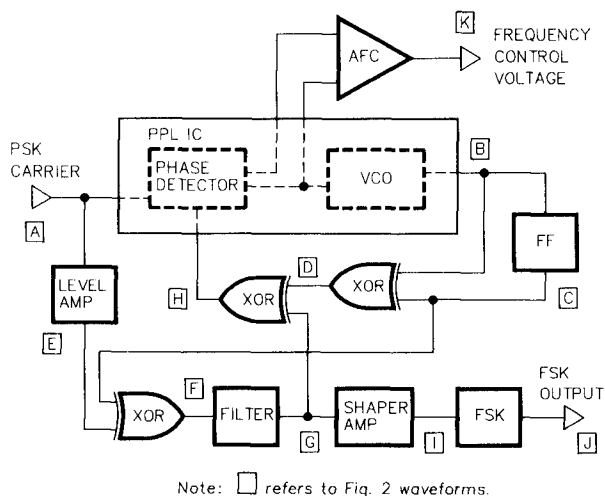 K
FREQUENCY
CONTROL
VOLTAGE
AFC
PPL IC
PSK
CARRIER
PHASE
DETECTOR
VCO
B
A
FF
LEVEL
AMP
H
XOR
D
XOR
C
E
FSK
OUTPUT
XOR
F
FILTER
G
SHAPER
AMP
I
FSK
J
Note: □ refers to Fig. 2 waveforms.